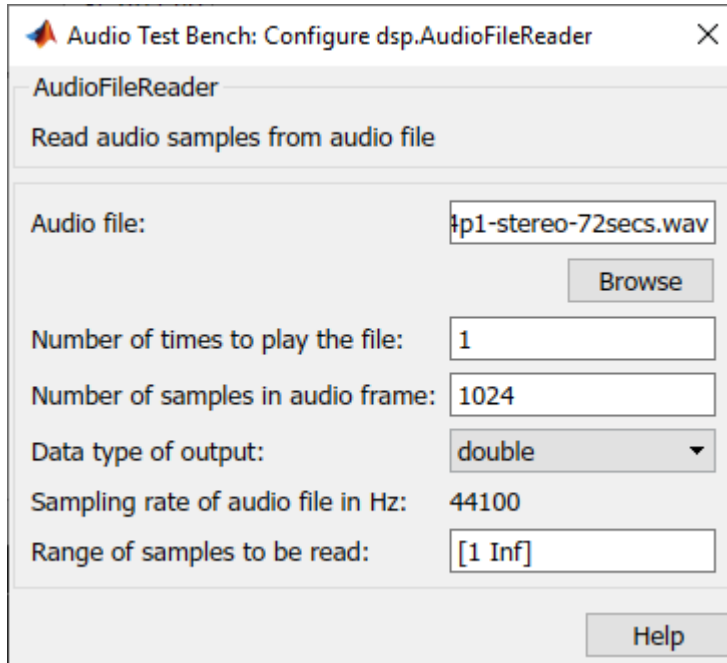 Audio Test Bench: Configure dsp.AudioFileReader
AudioFileReader
Read audio samples from audio file
Audio file: 4p1-stereo-72secs.wav
Browse
Number of times to play the file: 1
Number of samples in audio frame: 1024
Data type of output: double
Sampling rate of audio file in Hz: 44100
Range of samples to be read: [1 Inf]
Help